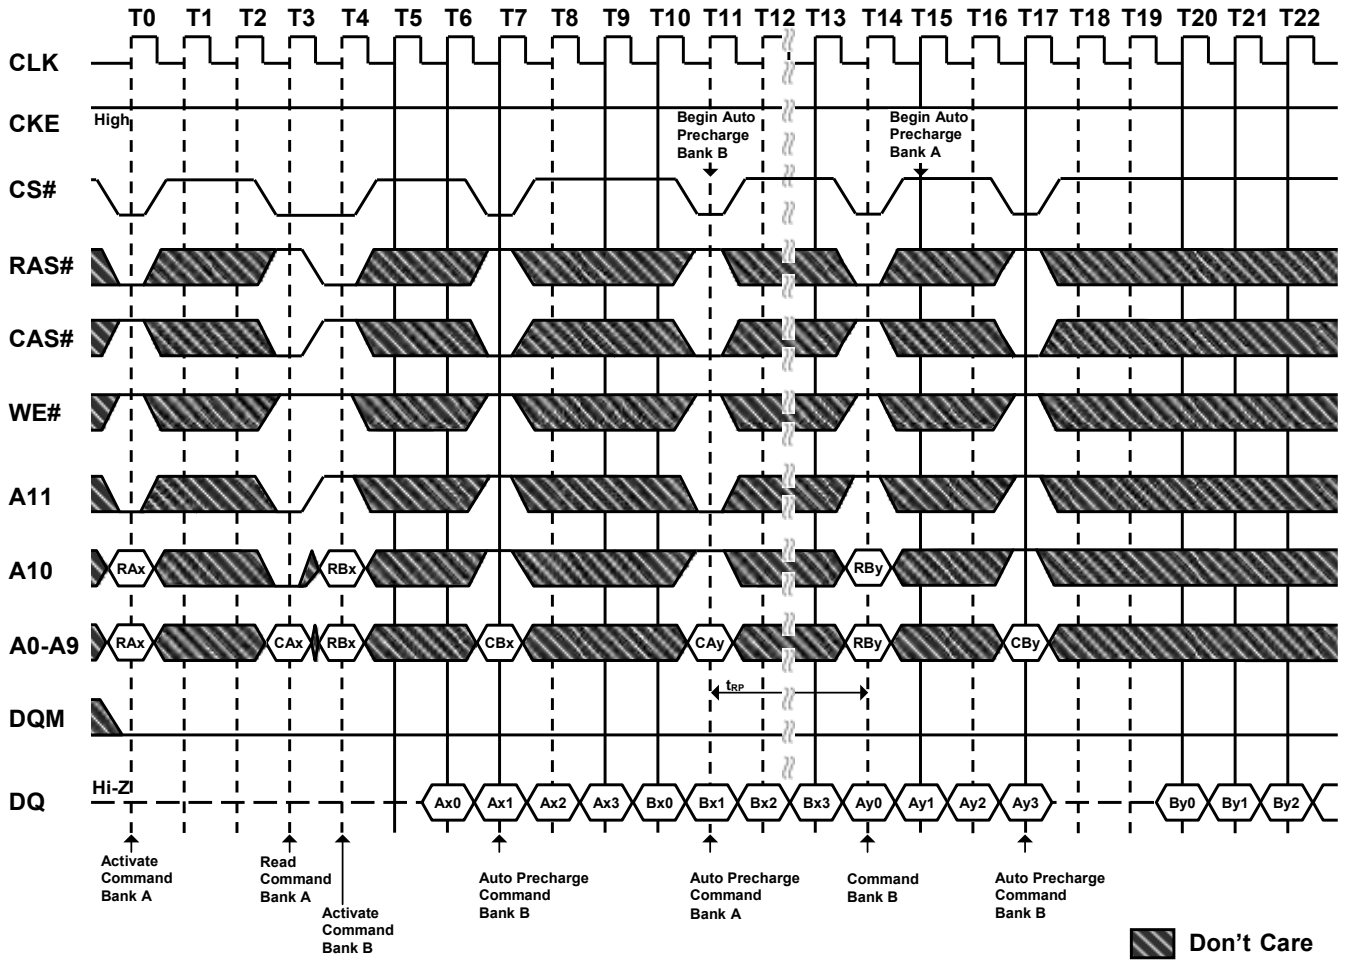 T0 T1 T2 T3 T4 T5 T6 T7 T8 T9 T10 T11 T12 T13 T14 T15 T16 T17 T18 T19 T20 T21 T22
CLK
CKE
High
Begin Auto
Precharge
Bank B
Begin Auto
Precharge
Bank A
CS#
RAS#
CAS#
WE#
A11
A10
RAx RBx RBy
A0-A9
RAx CAx RBx CBx CAy RBy CBy
tRP
DQM
DQ
Hi-Z
Ax0 Ax1 Ax2 Ax3 Bx0 Bx1 Bx2 Bx3 Ay0 Ay1 Ay2 Ay3 By0 By1 By2
Activate
Command
Bank A
Read
Command
Bank A
Activate
Command
Bank B
Auto Precharge
Command
Bank B
Auto Precharge
Command
Bank A
Command
Bank B
Auto Precharge
Command
Bank B
Don't Care